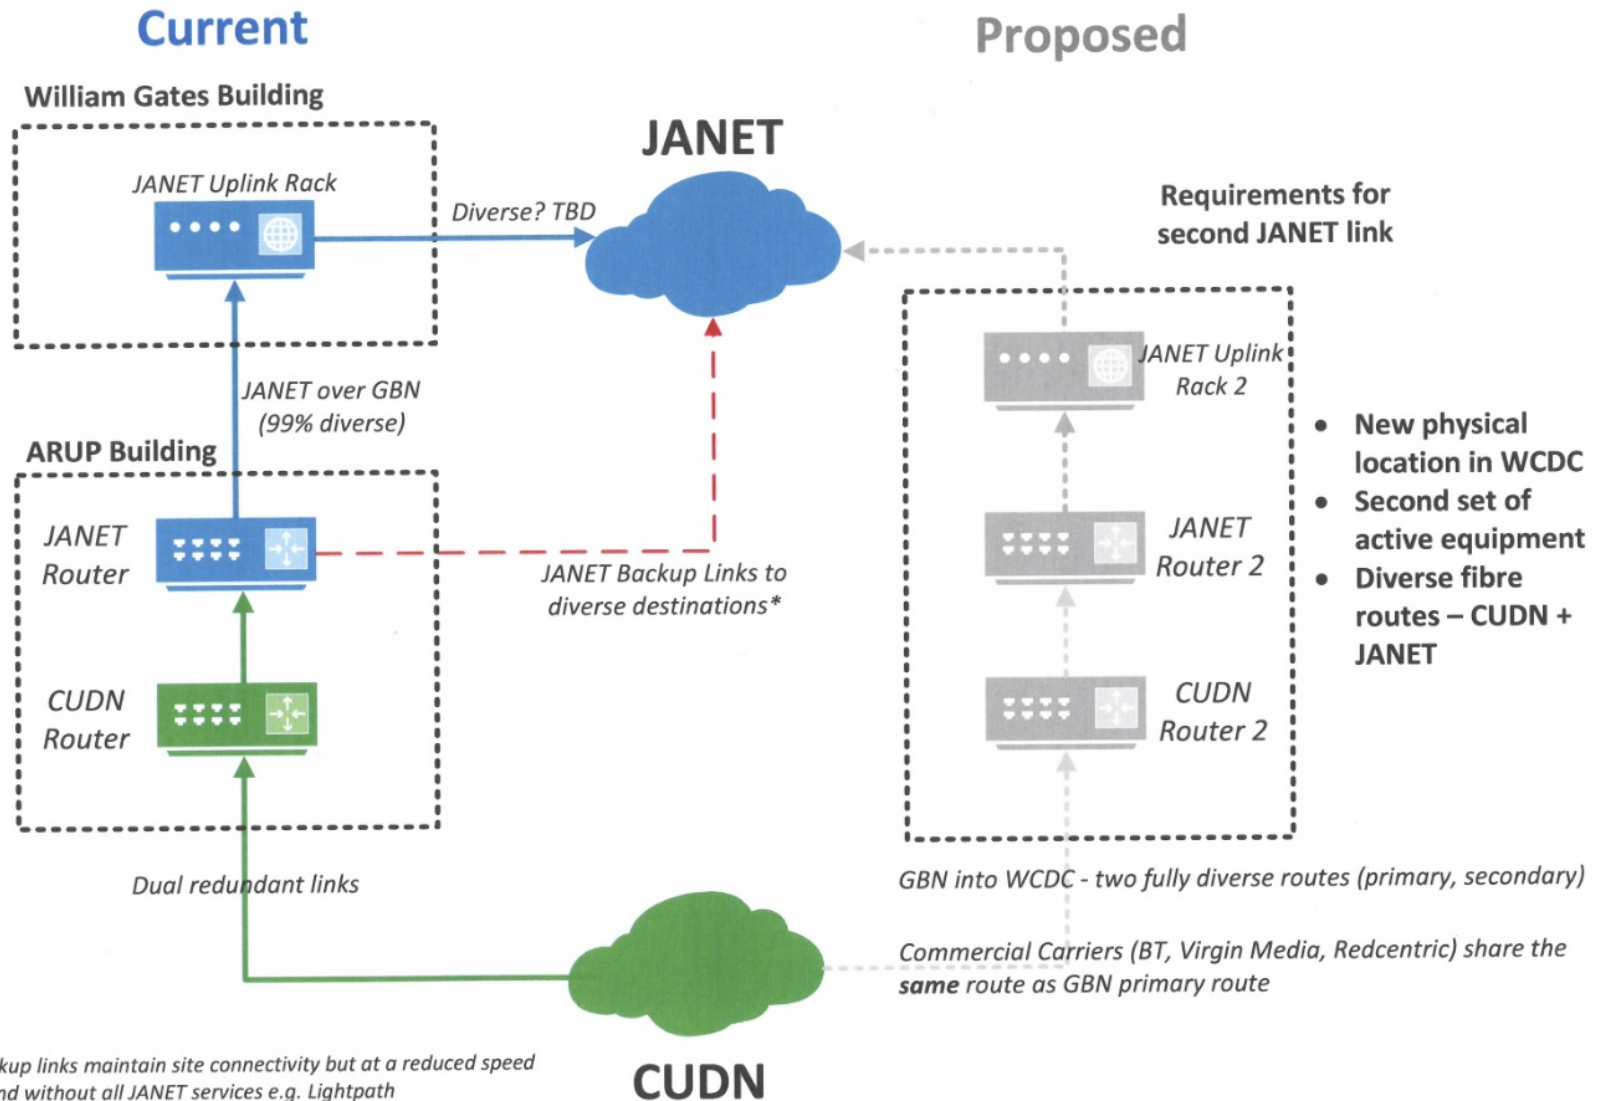 Current
Proposed
William Gates Building
JANET Uplink Rack
Diverse? TBD
JANET
Requirements for
second JANET link
JANET over GBN
(99% diverse)
ARUP Building
JANET
Router
JANET Backup Links to
diverse destinations*
CUDN
Router
Dual redundant links
JANET Uplink
Rack 2
JANET
Router 2
CUDN
Router 2
• New physical
location in WCDC
• Second set of
active equipment
• Diverse fibre
routes – CUDN +
JANET
GBN into WCDC - two fully diverse routes (primary, secondary)
Commercial Carriers (BT, Virgin Media, Redcentric) share the
same route as GBN primary route
CUDN
links maintain site connectivity but at a reduced speed
without all JANET services e.g. Lightpath